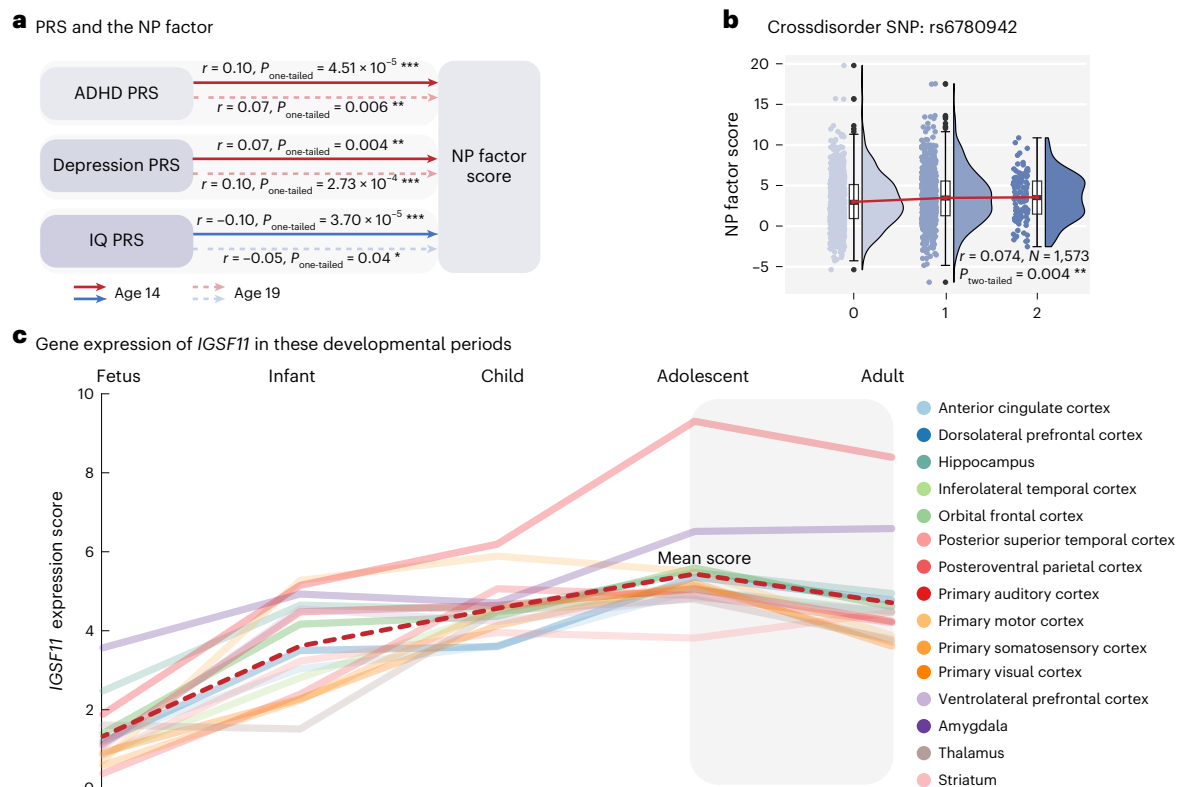 a PRS and the NP factor
ADHD PRS
r = 0.10, P one-tailed = 4.51 × 10⁻⁵ ***
r = 0.07, P one-tailed = 0.006 **
Depression PRS
r = 0.07, P one-tailed = 0.004 **
r = 0.10, P one-tailed = 2.73 × 10⁻⁴ ***
IQ PRS
r = −0.10, P one-tailed = 3.70 × 10⁻⁵ ***
r = −0.05, P one-tailed = 0.04 *
NP factor
score
Age 14
Age 19
b Crossdisorder SNP: rs6780942
NP factor score
20
15
10
5
0
−5
r = 0.074, N = 1,573
P two-tailed = 0.004 **
0 1 2
c Gene expression of IGSF11 in these developmental periods
Fetus Infant Child Adolescent Adult
IGSF11 expression score
10
8
6
4
2
0
Mean score
Anterior cingulate cortex
Dorsolateral prefrontal cortex
Hippocampus
Inferolateral temporal cortex
Orbital frontal cortex
Posterior superior temporal cortex
Posteroventral parietal cortex
Primary auditory cortex
Primary motor cortex
Primary somatosensory cortex
Primary visual cortex
Ventrolateral prefrontal cortex
Amygdala
Thalamus
Striatum